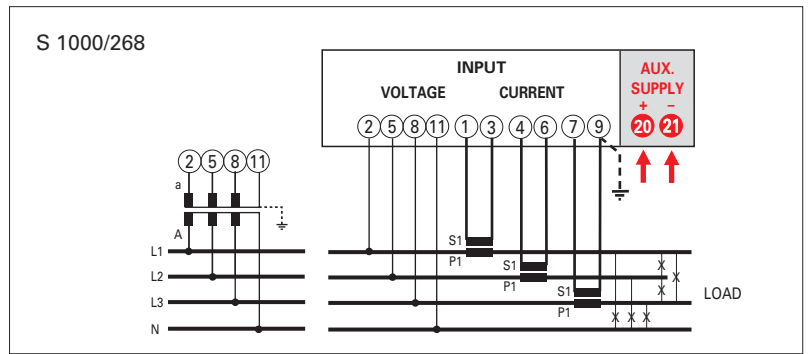 S 1000/268
INPUT
AUX.
SUPPLY
VOLTAGE CURRENT
+ −
2 5 8 11 1 3 4 6 7 9 20 21
2 5 8 11
a
A
L1
L2
L3
N
S1
P1
S1
P1
S1
P1
X
X
X
X X X
LOAD